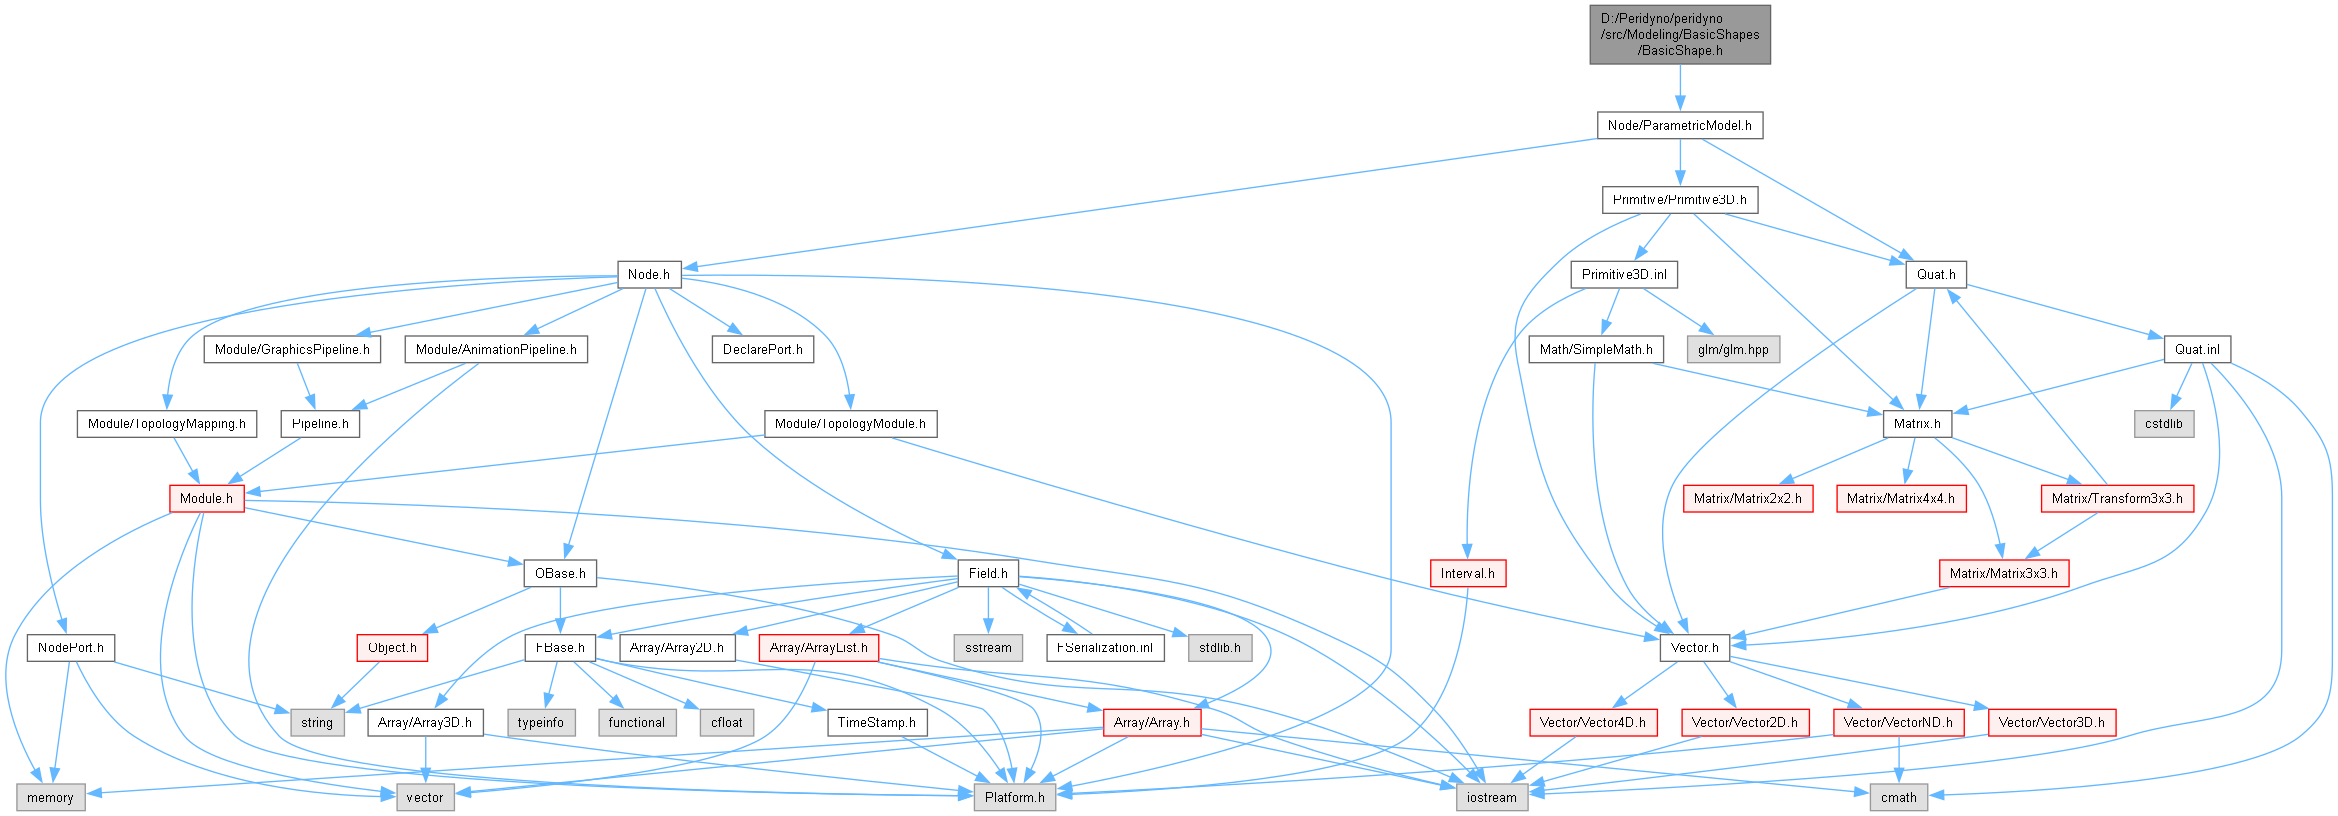 D:/Peridyno/peridyno
/src/Modeling/BasicShapes
/BasicShape.h
Node/ParametricModel.h
Primitive/Primitive3D.h
Node.h
Primitive3D.inl
Quat.h
Module/GraphicsPipeline.h
Module/AnimationPipeline.h
DeclarePort.h
Math/SimpleMath.h
glm/glm.hpp
Quat.inl
Module/TopologyMapping.h
Pipeline.h
Module/TopologyModule.h
Matrix.h
cstdlib
Module.h
Matrix/Matrix2x2.h
Matrix/Matrix4x4.h
Matrix/Transform3x3.h
OBase.h
Field.h
Interval.h
Matrix/Matrix3x3.h
NodePort.h
Object.h
FBase.h
Array/Array2D.h
Array/ArrayList.h
sstream
FSerialization.inl
stdlib.h
Vector.h
string
Array/Array3D.h
typeinfo
functional
cfloat
TimeStamp.h
Array/Array.h
Vector/Vector4D.h
Vector/Vector2D.h
Vector/VectorND.h
Vector/Vector3D.h
memory
vector
Platform.h
iostream
cmath